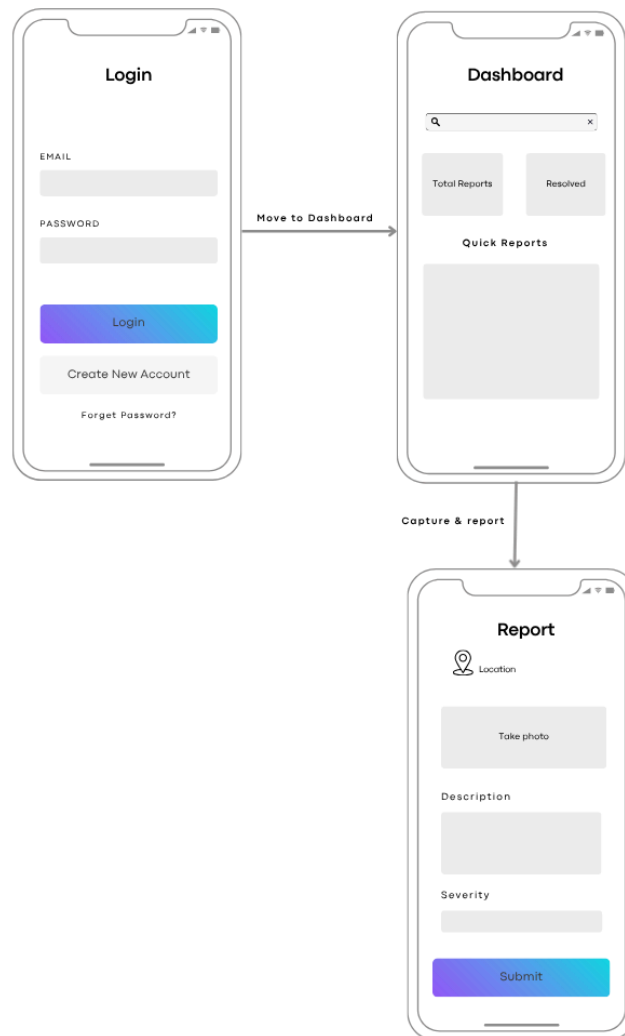 Login
EMAIL
PASSWORD
Login
Create New Account
Forget Password?
Move to Dashboard
Dashboard
×
Total Reports
Resolved
Quick Reports
Capture & report
Report
Location
Take photo
Description
Severity
Submit